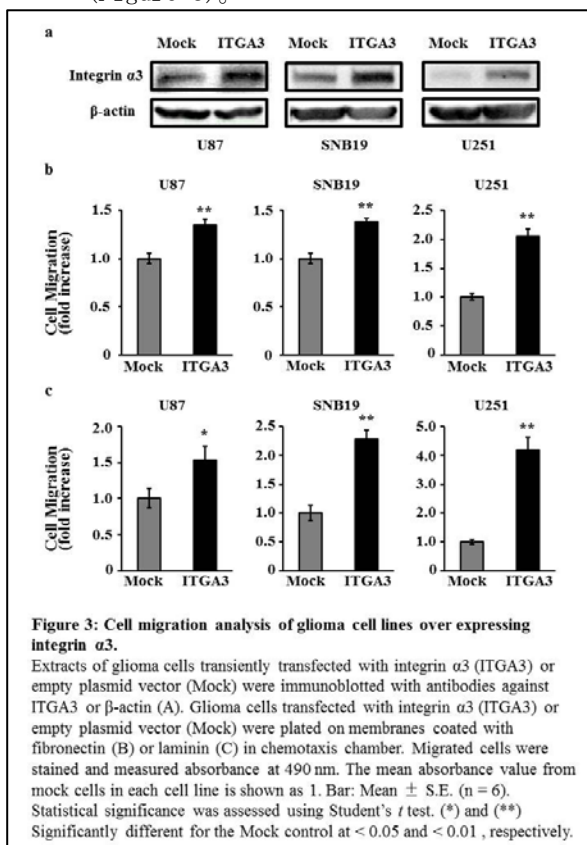 a
Mock ITGA3 Mock ITGA3 Mock ITGA3
Integrin α3
β-actin
U87 SNB19 U251
b
U87 SNB19 U251
Cell Migration
(fold increase)
1.5 1.5 2.5
** ** **
2.0
1.0 1.0 1.5
1.0
0.5 0.5 0.5
0
Mock ITGA3 Mock ITGA3 Mock ITGA3
c
U87 SNB19 U251
Cell Migration
(fold increase)
2.0 2.5 5.0
* ** **
1.5 2.0 4.0
1.5 3.0
1.0 1.0 2.0
0.5 0.5 1.0
0 0.5 0
Mock ITGA3 Mock ITGA3 Mock ITGA3
Figure 3: Cell migration analysis of glioma cell lines over expressing
integrin α3.
Extracts of glioma cells transiently transfected with integrin α3 (ITGA3) or
empty plasmid vector (Mock) were immunoblotted with antibodies against
ITGA3 or β-actin (A). Glioma cells transfected with integrin α3 (ITGA3) or
empty plasmid vector (Mock) were plated on membranes coated with
fibronectin (B) or laminin (C) in chemotaxis chamber. Migrated cells were
stained and measured absorbance at 490 nm. The mean absorbance value from
mock cells in each cell line is shown as 1. Bar: Mean ± S.E. (n = 6).
Statistical significance was assessed using Student's t test. (*) and (**)
Significantly different for the Mock control at < 0.05 and < 0.01 , respectively.